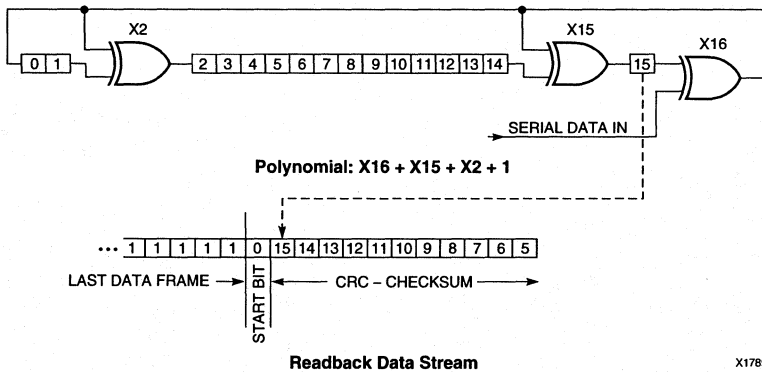 X2
X15
X16
0 1
2 3 4 5 6 7 8 9 10 11 12 13 14
15
SERIAL DATA IN
Polynomial: X16 + X15 + X2 + 1
••• 1 1 1 1 1 0 15 14 13 12 11 10 9 8 7 6 5
LAST DATA FRAME
START BIT
CRC – CHECKSUM
Readback Data Stream